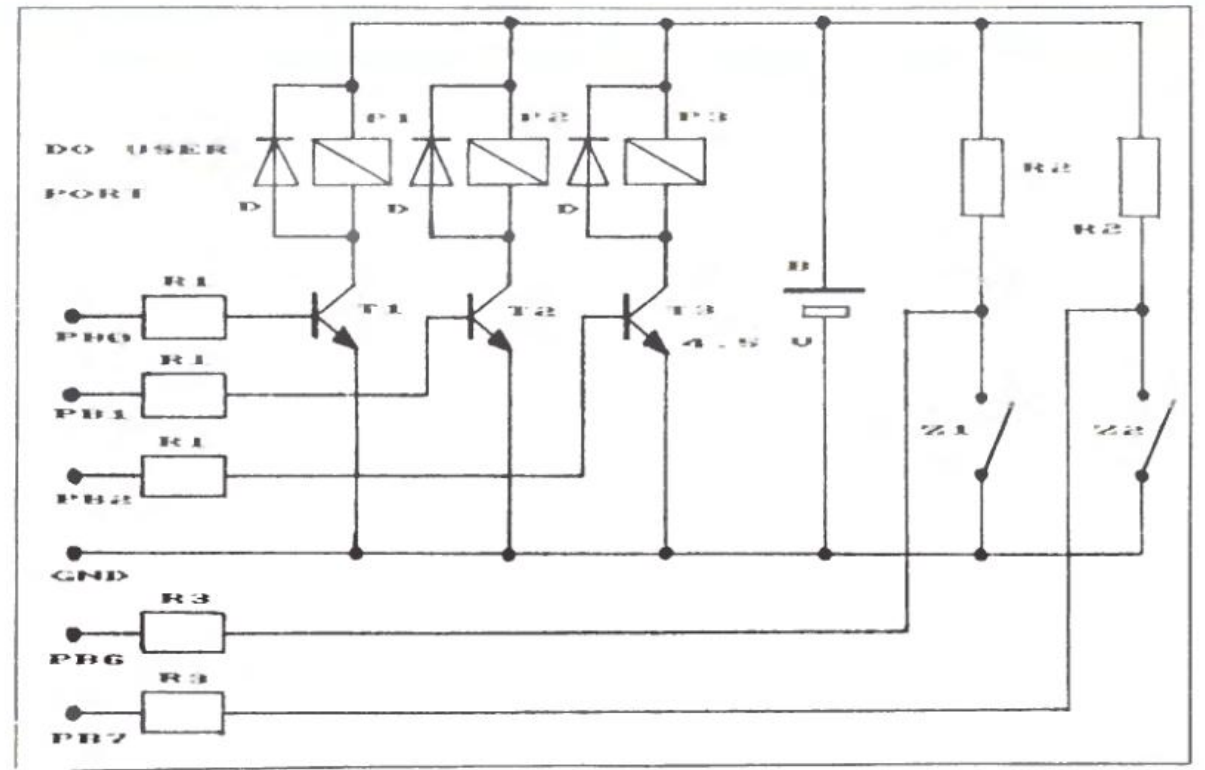 P1
P2
P3
DO USER
PORT
R2
D
D
D
R2
B
R1
T1
T2
T3
PB0
4.5 V
R1
PB1
Z1
Z2
R1
PB2
GND
R3
PB6
R3
PB7